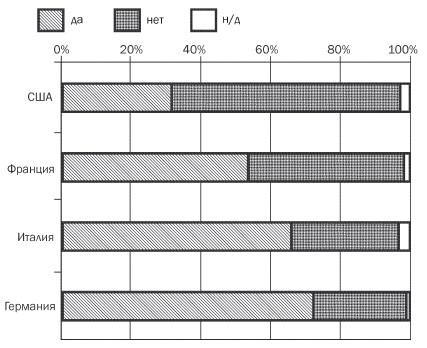 да нет н/д
0% 20% 40% 60% 80% 100%
США
Франция
Италия
Германия